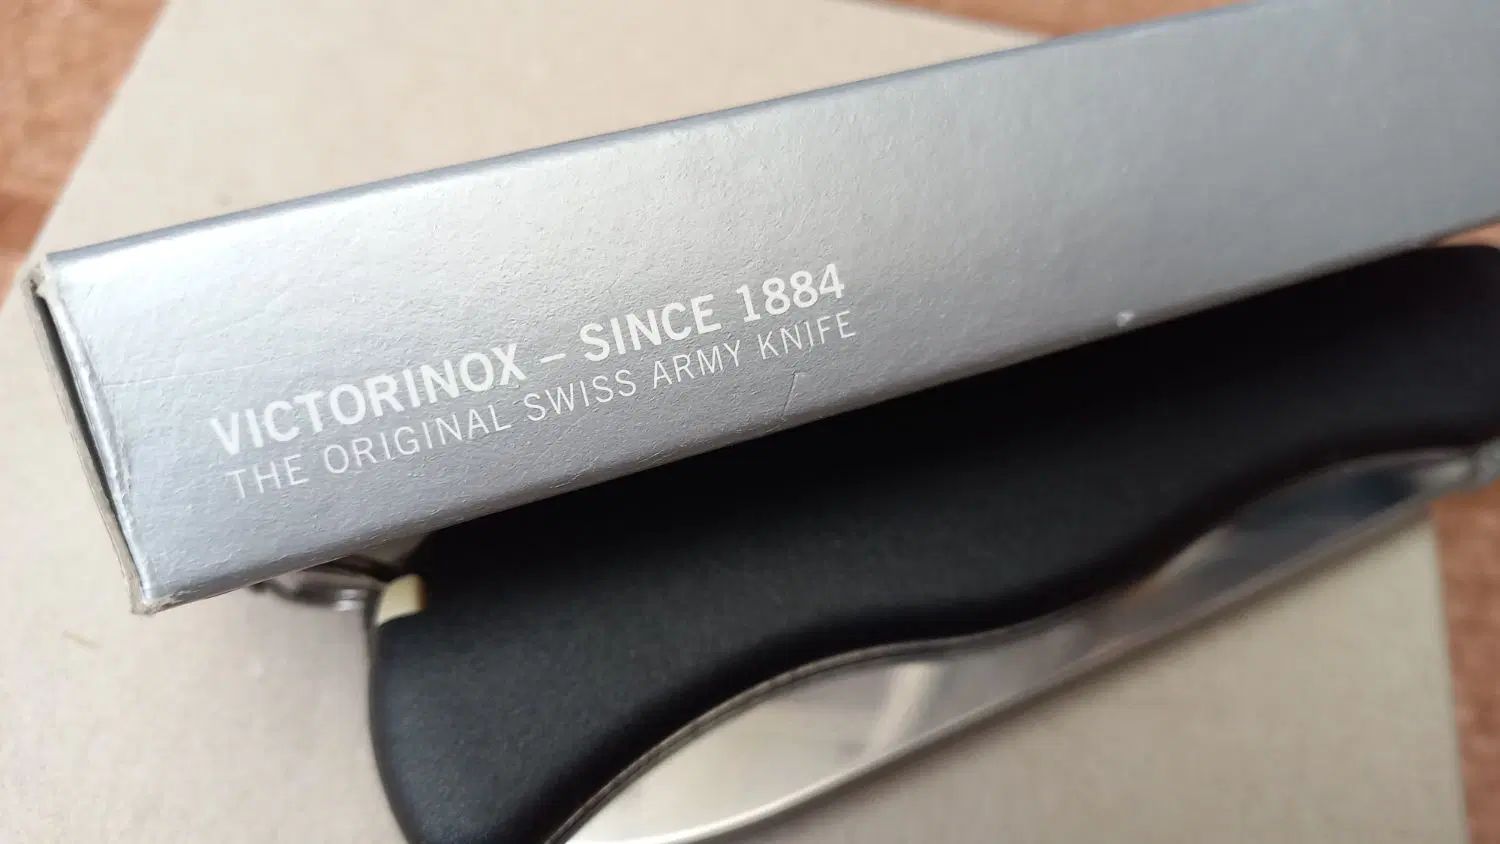 VICTORINOX – SINCE 1884
THE ORIGINAL SWISS ARMY KNIFE